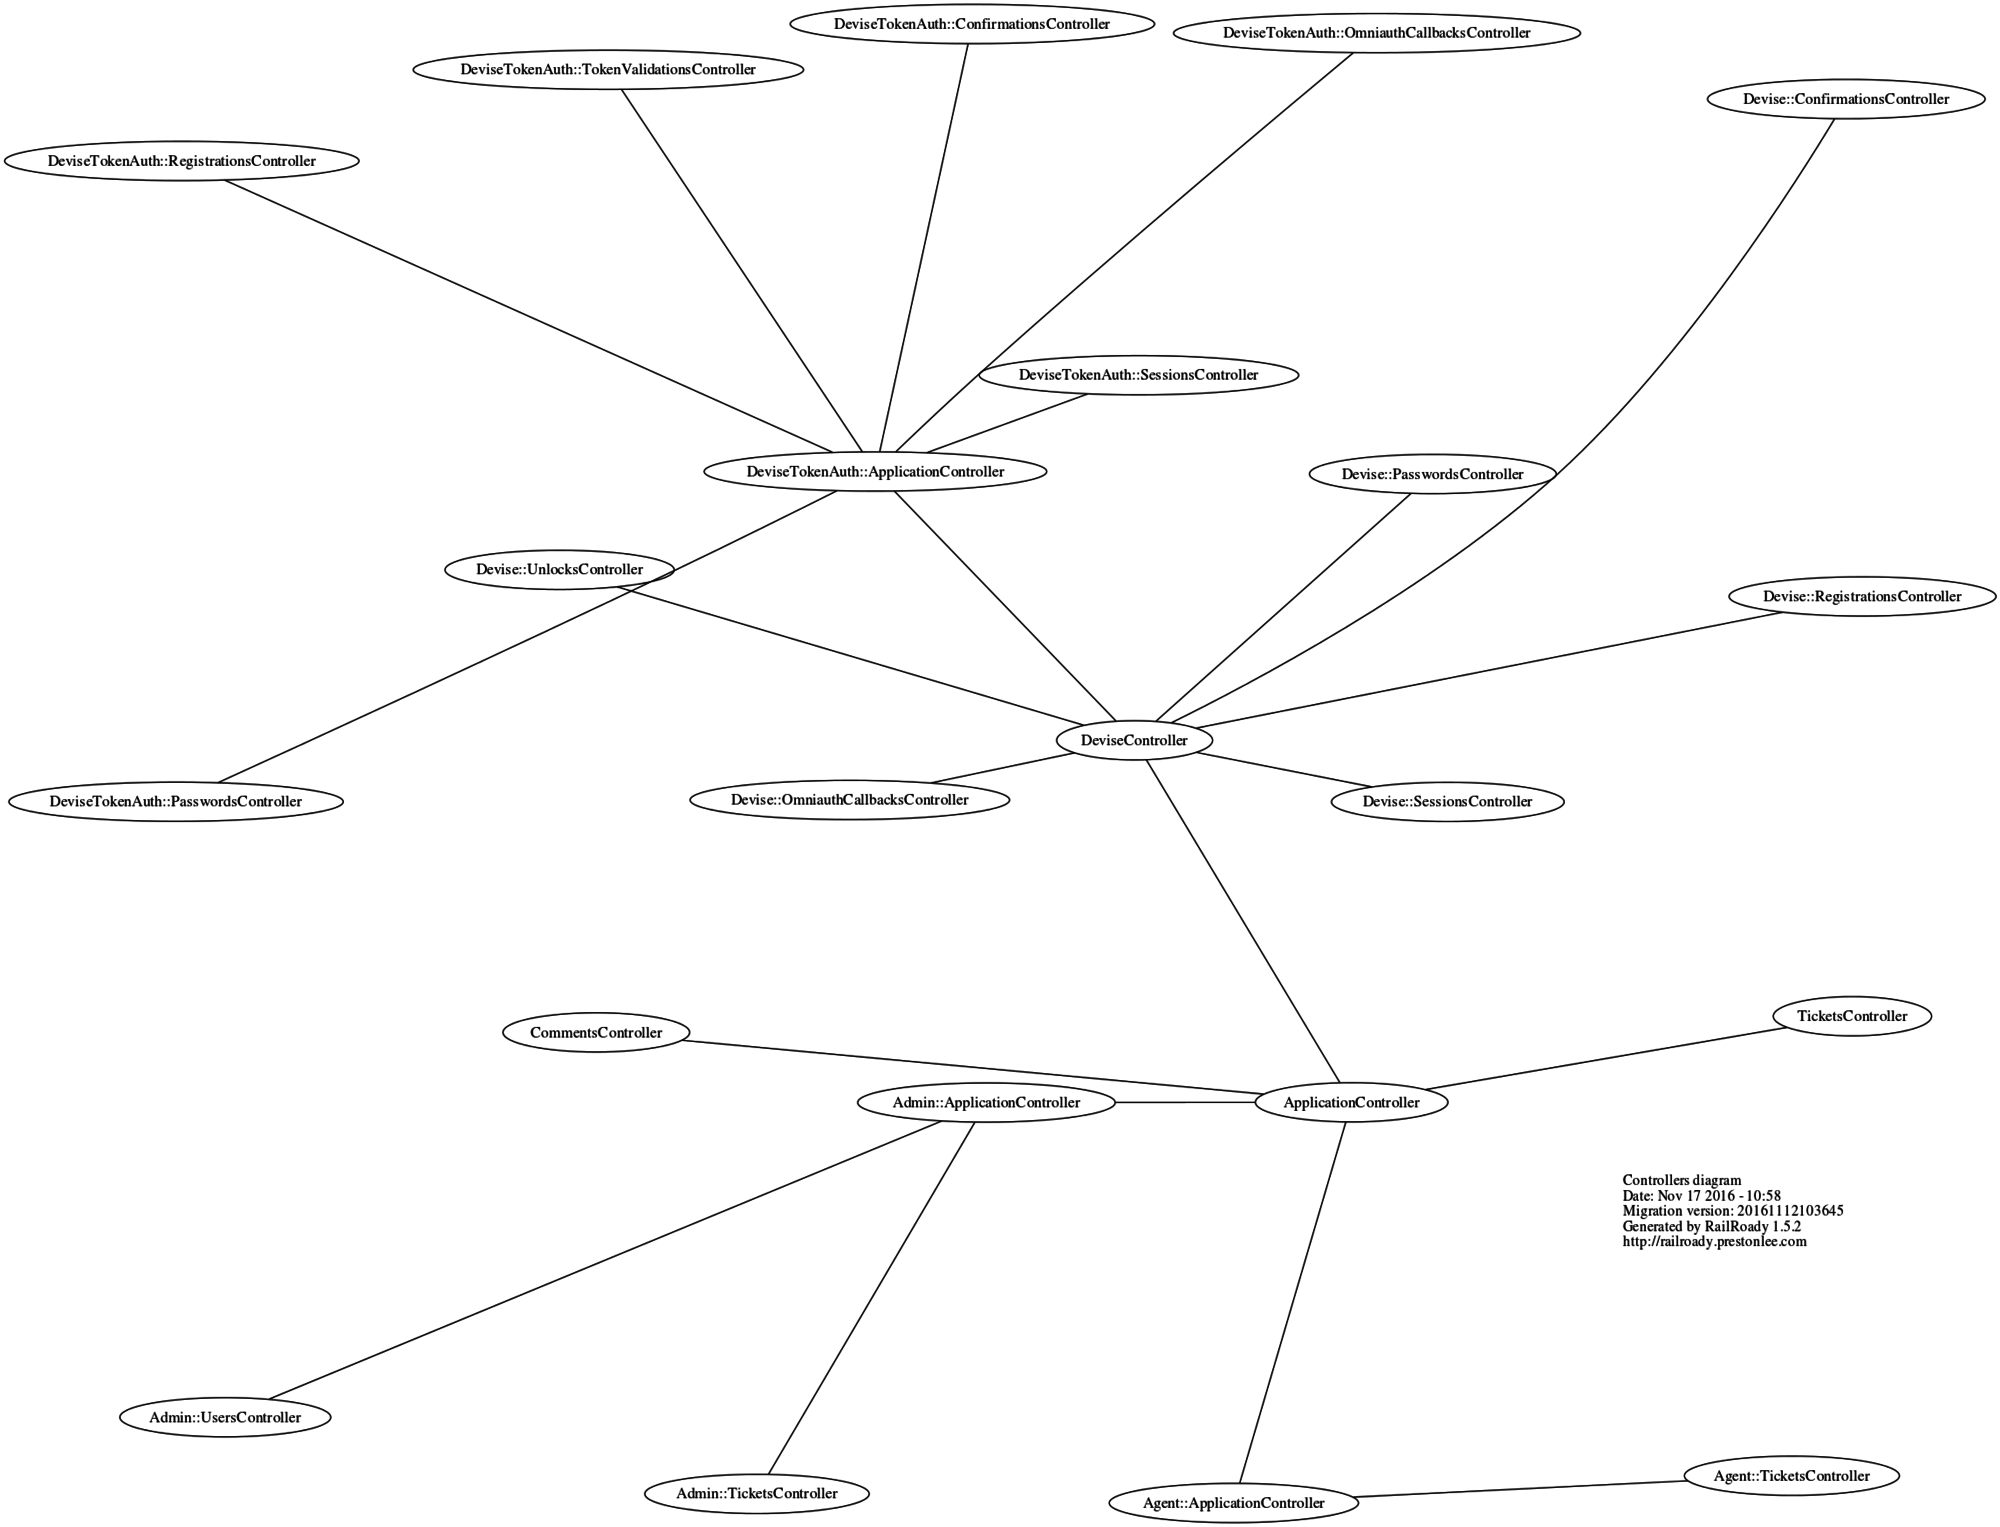 DeviseTokenAuth::ConfirmationsController
DeviseTokenAuth::OmniauthCallbacksController
DeviseTokenAuth::TokenValidationsController
Devise::ConfirmationsController
DeviseTokenAuth::RegistrationsController
DeviseTokenAuth::SessionsController
DeviseTokenAuth::ApplicationController
Devise::PasswordsController
Devise::UnlocksController
Devise::RegistrationsController
DeviseController
DeviseTokenAuth::PasswordsController
Devise::OmniauthCallbacksController
Devise::SessionsController
CommentsController
TicketsController
Admin::ApplicationController
ApplicationController
Controllers diagram
Date: Nov 17 2016 - 10:58
Migration version: 20161112103645
Generated by RailRoady 1.5.2
http://railroady.prestonlee.com
Admin::UsersController
Admin::TicketsController
Agent::ApplicationController
Agent::TicketsController